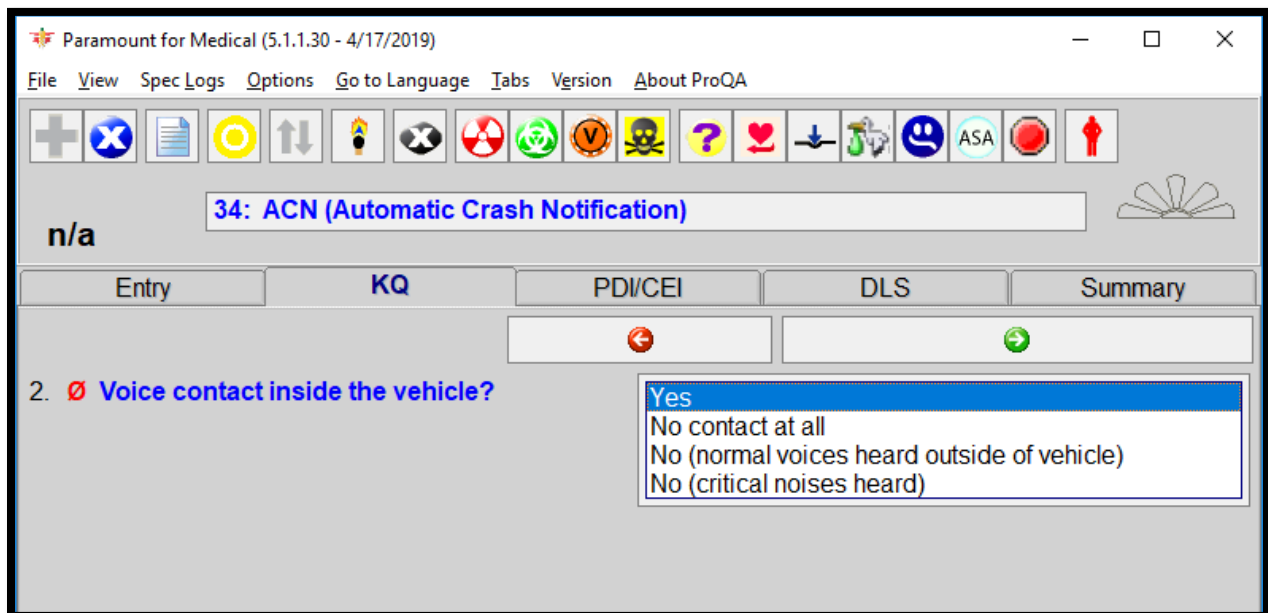 Paramount for Medical (5.1.1.30 - 4/17/2019)
File View Spec Logs Options Go to Language Tabs Version About ProQA
X X V ? ASA
34: ACN (Automatic Crash Notification)
n/a
Entry KQ PDI/CEI DLS Summary
2. Ø Voice contact inside the vehicle?
Yes
No contact at all
No (normal voices heard outside of vehicle)
No (critical noises heard)